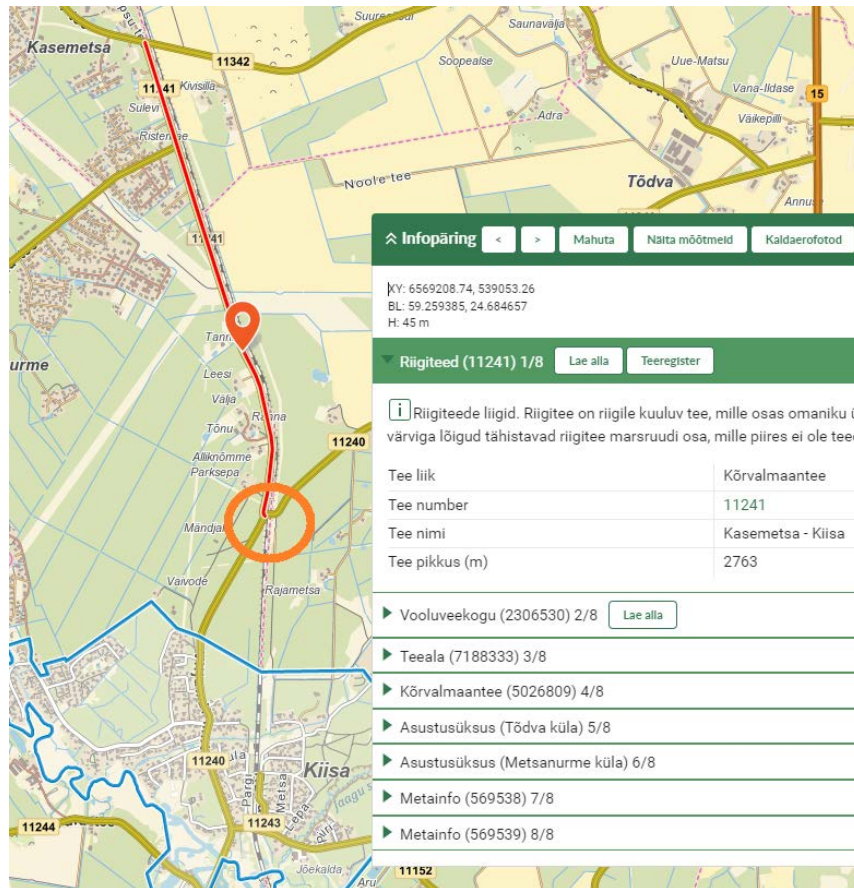 Kasemetsa
11342
Saunavälja
Soopealse
Uue-Matsu
11241
Kivisilla
Sulevi
Vana-Ildase
15
Adra
Väikepilli
Noole tee
Tõdva
11241
Infopäring < > Mahuta Näita mõõtmeid Kaldaerofotod
XY: 6569208.74, 539053.26
BL: 59.259385, 24.684657
H: 45 m
urme
Leesi
Välja
Tõnu
Ranna
Alliknõmme
Parksepa
11240
Riigiteed (11241) 1/8 Lae alla Teeregister
i Riigiteede liigid. Riigitee on riigile kuuluv tee, mille osas omaniku ü
värviga lõigud tähistavad riigitee marsruudi osa, mille piires ei ole tee
Tee liik Kõrvalmaantee
Tee number 11241
Tee nimi Kasemetsa - Kiisa
Tee pikkus (m) 2763
Vaivode
Rajametsa
Vooluveekogu (2306530) 2/8 Lae alla
Teeala (7188333) 3/8
Kõrvalmaantee (5026809) 4/8
Asustusüksus (Tõdva küla) 5/8
Asustusüksus (Metsanurme küla) 6/8
Metainfo (569538) 7/8
Metainfo (569539) 8/8
11240
Kiisa
Pargi
Metsa
Lepa
11243
11244
Jõekalda
11152